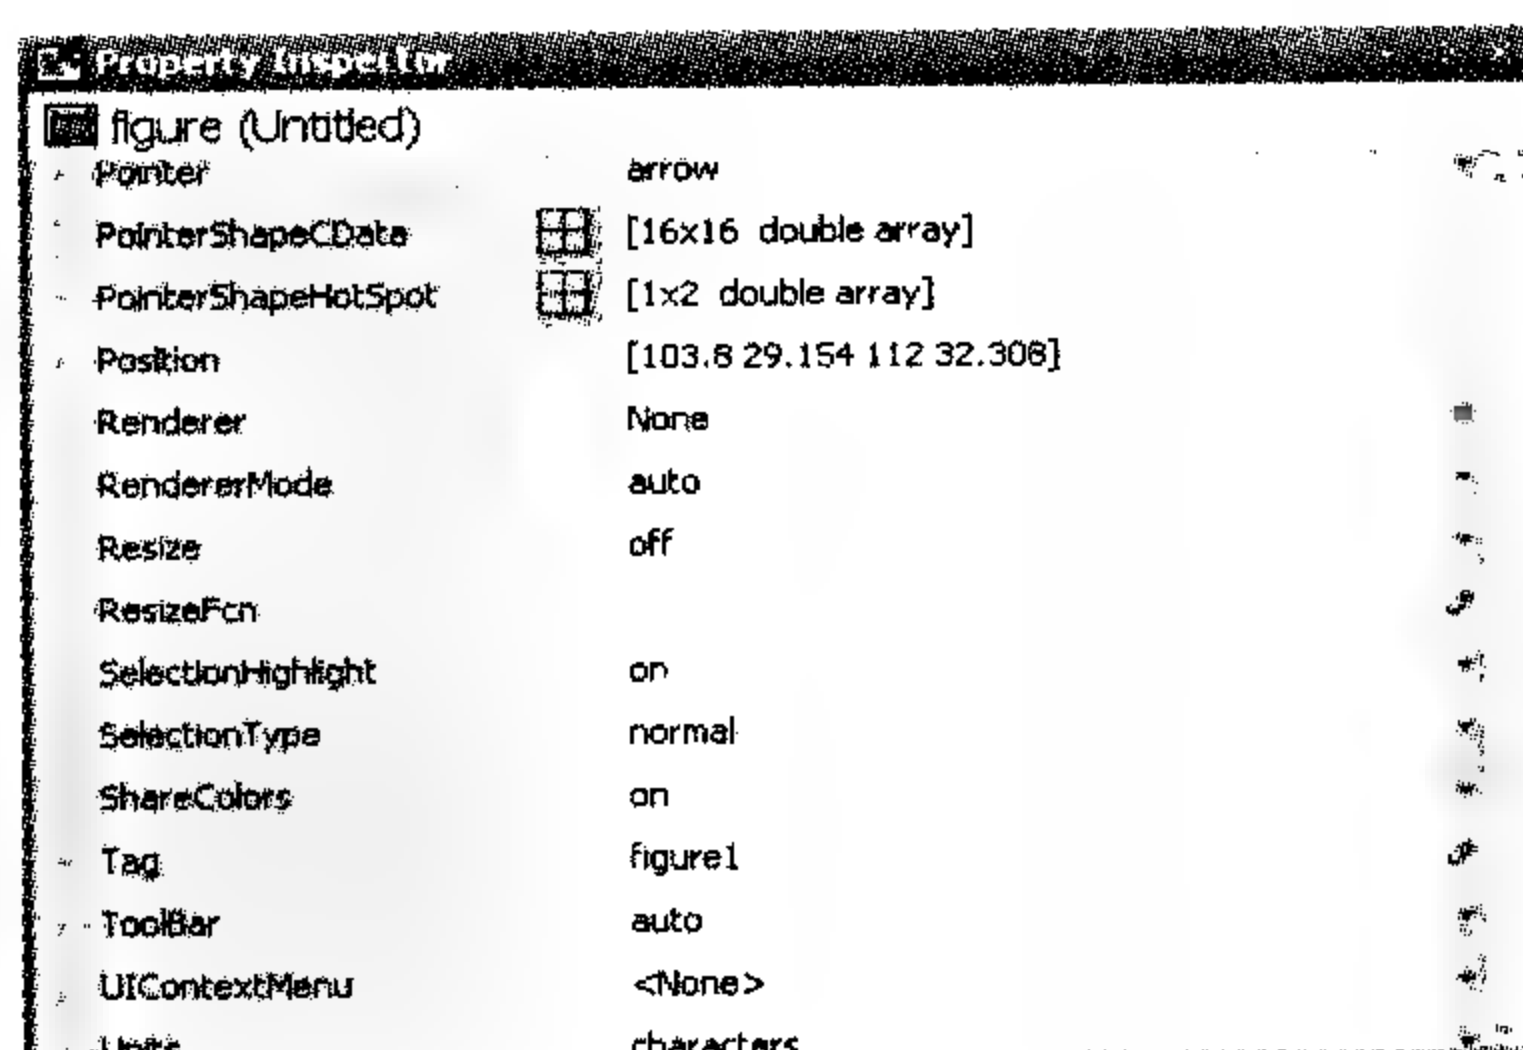 Property Inspector
figure (Untitled)
Pointer arrow
PointerShapeCData [16x16 double array]
PointerShapeHotSpot [1x2 double array]
Position [103.8 29.154 112 32.308]
Renderer None
RendererMode auto
Resize off
ResizeFcn
SelectionHighlight on
SelectionType normal
ShareColors on
Tag figure1
ToolBar auto
UIContextMenu <None>
Units characters